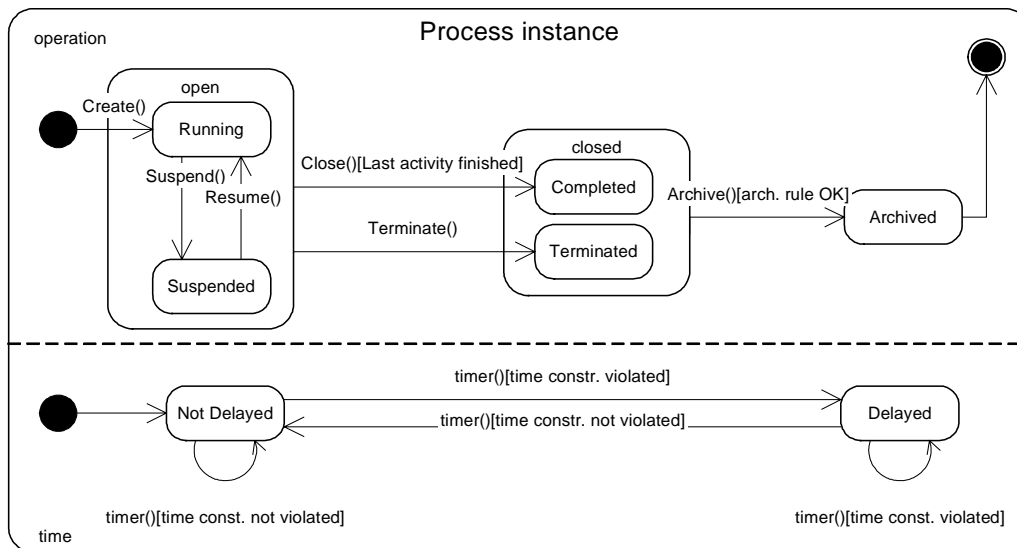 Process instance
operation
open
Create()
Running
closed
Close()[Last activity finished]
Suspend()
Resume()
Completed
Archive()[arch. rule OK]
Archived
Terminate()
Terminated
Suspended
timer()[time constr. violated]
Not Delayed
timer()[time constr. not violated]
Delayed
timer()[time const. not violated]
timer()[time const. violated]
time